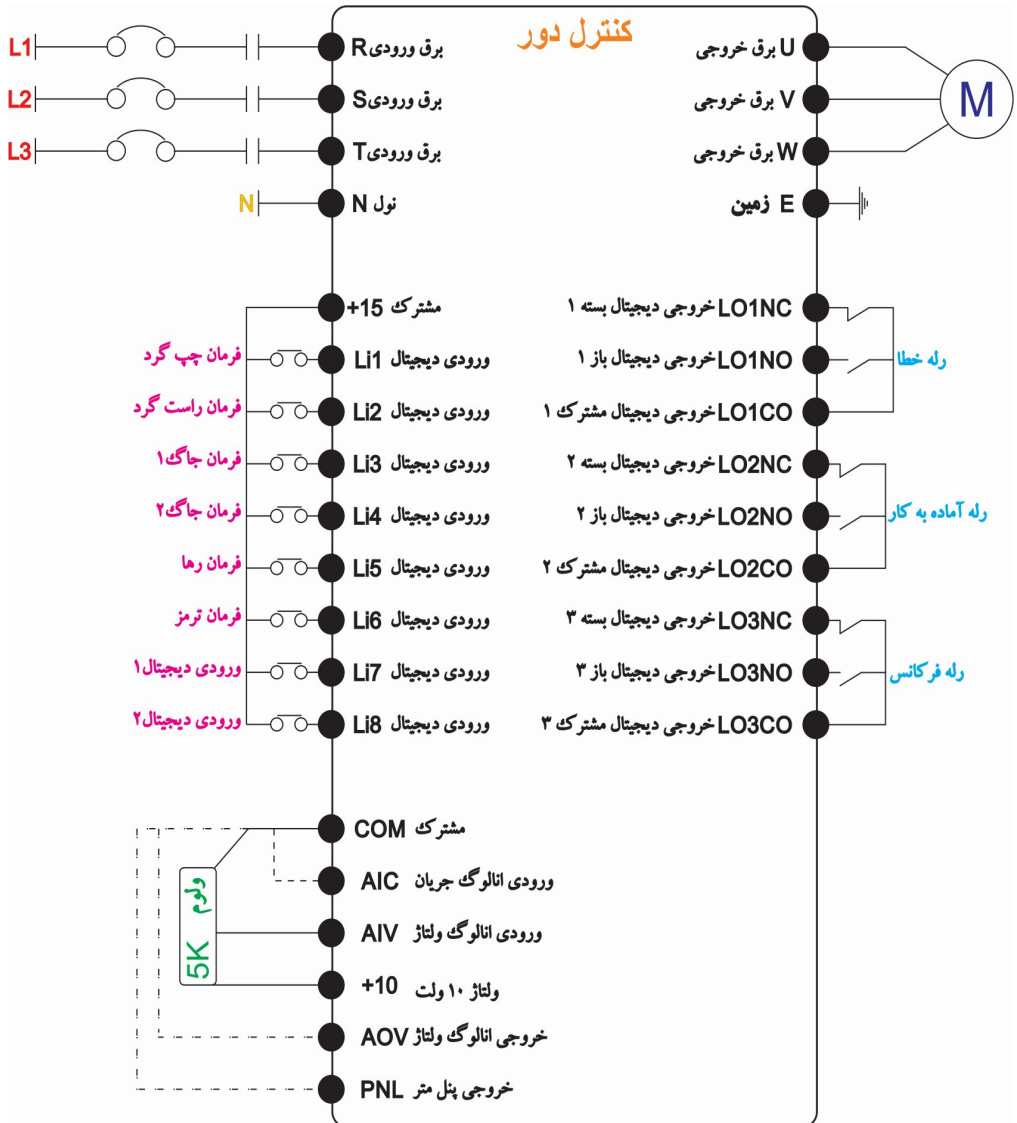 کنترل دور
L1
R برق ورودی
U برق خروجی
L2
S برق ورودی
V برق خروجی
M
L3
T برق ورودی
W برق خروجی
N
N نول
E زمین
+15 مشترک
LO1NC خروجی دیجیتال بسته ۱
فرمان چپ گرد
Li1 ورودی دیجیتال
LO1NO خروجی دیجیتال باز ۱
رله خطا
فرمان راست گرد
Li2 ورودی دیجیتال
LO1CO خروجی دیجیتال مشترک ۱
فرمان جاگ۱
Li3 ورودی دیجیتال
LO2NC خروجی دیجیتال بسته ۲
فرمان جاگ۲
Li4 ورودی دیجیتال
LO2NO خروجی دیجیتال باز ۲
رله آماده به کار
فرمان رها
Li5 ورودی دیجیتال
LO2CO خروجی دیجیتال مشترک ۲
فرمان ترمز
Li6 ورودی دیجیتال
LO3NC خروجی دیجیتال بسته ۳
ورودی دیجیتال۱
Li7 ورودی دیجیتال
LO3NO خروجی دیجیتال باز ۳
رله فرکانس
ورودی دیجیتال۲
Li8 ورودی دیجیتال
LO3CO خروجی دیجیتال مشترک ۳
COM مشترک
ولوم 5K
AIC ورودی انالوگ جریان
AIV ورودی انالوگ ولتاژ
+10 ولتاژ ۱۰ ولت
AOV خروجی انالوگ ولتاژ
PNL خروجی پنل متر